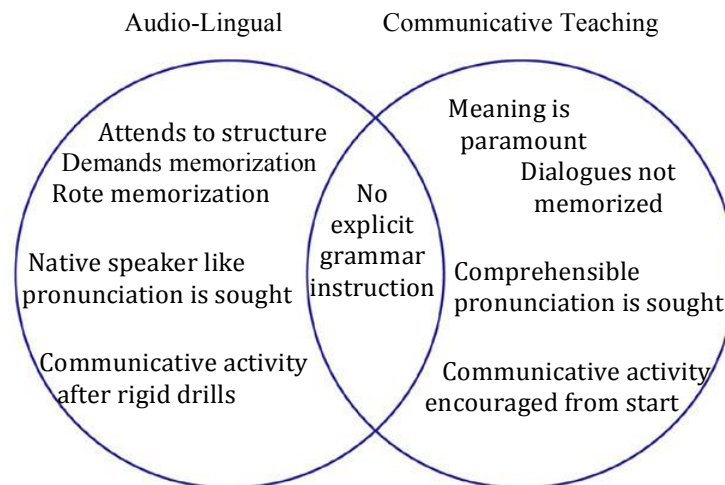 Audio-Lingual
Communicative Teaching
Attends to structure
Demands memorization
Rote memorization
Native speaker like
pronunciation is sought
Communicative activity
after rigid drills
No
explicit
grammar
instruction
Meaning is
paramount
Dialogues not
memorized
Comprehensible
pronunciation is sought
Communicative activity
encouraged from start